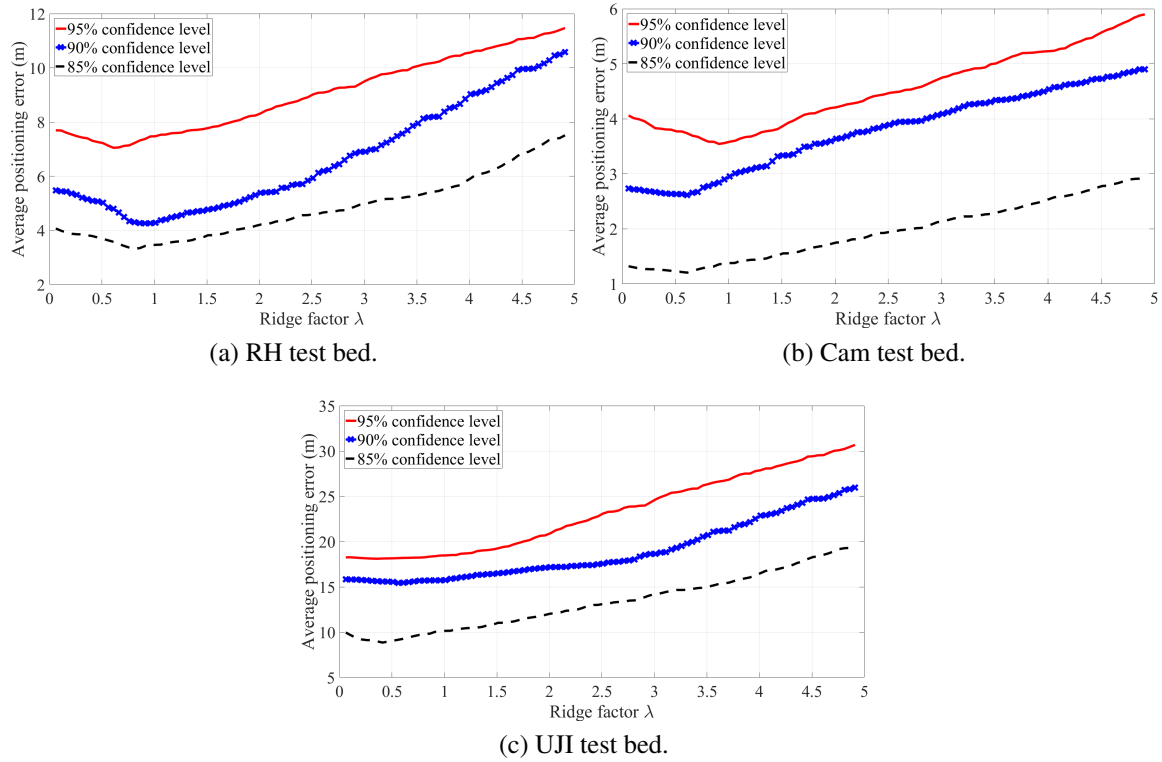 12
10
8
6
4
2
Average positioning error (m)
95% confidence level
90% confidence level
85% confidence level
0 0.5 1 1.5 2 2.5 3 3.5 4 4.5 5
Ridge factor λ
(a) RH test bed.
6
5
4
3
2
1
Average positioning error (m)
95% confidence level
90% confidence level
85% confidence level
0 0.5 1 1.5 2 2.5 3 3.5 4 4.5 5
Ridge factor λ
(b) Cam test bed.
35
30
25
20
15
10
5
Average positioning error (m)
95% confidence level
90% confidence level
85% confidence level
0 0.5 1 1.5 2 2.5 3 3.5 4 4.5 5
Ridge factor λ
(c) UJI test bed.